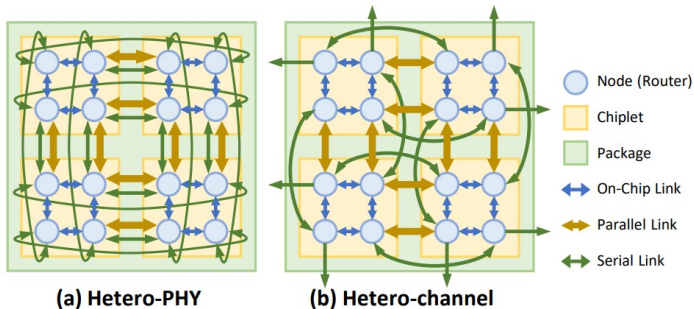 Node (Router)
Chiplet
Package
On-Chip Link
Parallel Link
Serial Link
(a) Hetero-PHY
(b) Hetero-channel